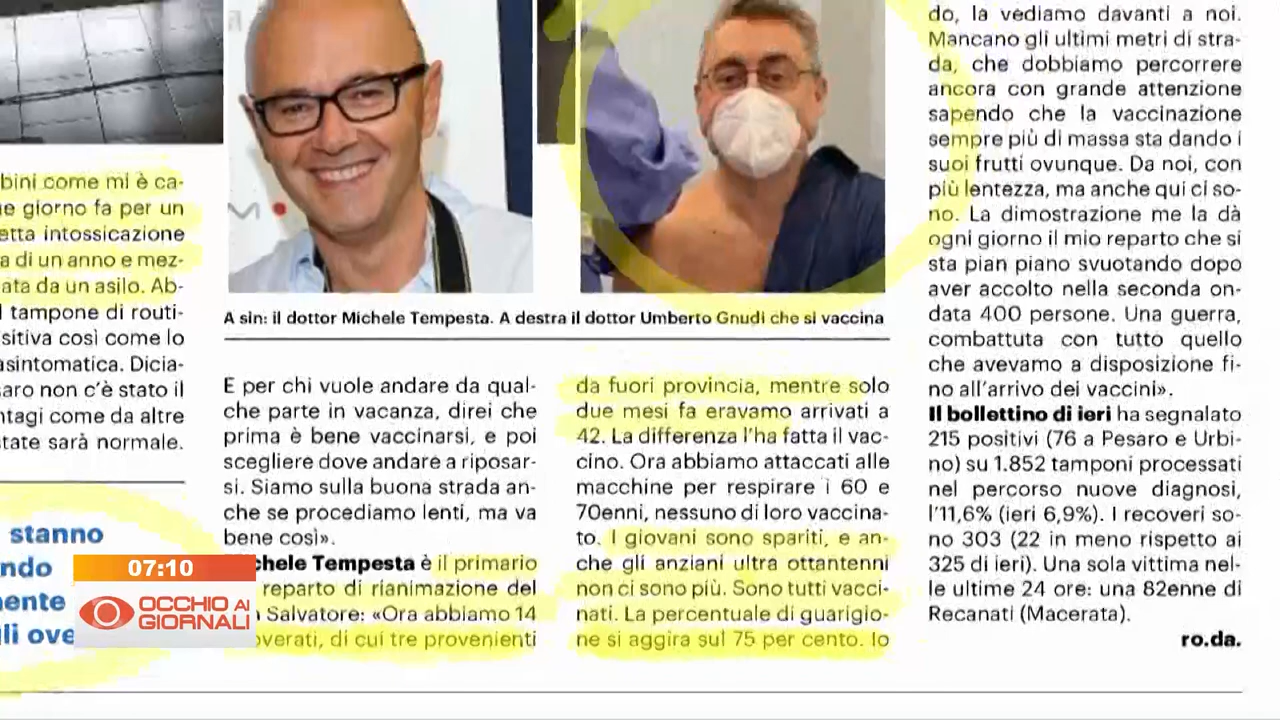 bini come mi è ca-
giorno fa per un
etta intossicazione
a di un anno e mez-
ata da un asilo. Ab-
tampone di routi-
sitiva così come lo
asintomatica. Dicia-
saro non c'è stato il
ntagi come da altre
state sarà normale.
stanno
ndo
mente
gli ove
A sin: il dottor Michele Tempesta. A destra il dottor Umberto Gnudi che si vaccina
E per chi vuole andare da qual-
che parte in vacanza, direi che
prima è bene vaccinarsi, e poi
scegliere dove andare a riposar-
si. Siamo sulla buona strada an-
che se procediamo lenti, ma va
bene così».
chele Tempesta è il primario
reparto di rianimazione del
Salvatore: «Ora abbiamo 14
overati, di cui tre provenienti
da fuori provincia, mentre solo
due mesi fa eravamo arrivati a
42. La differenza l'ha fatta il vac-
cino. Ora abbiamo attaccati alle
macchine per respirare i 60 e
70enni, nessuno di loro vaccina-
to. I giovani sono spariti, e an-
che gli anziani ultra ottantenni
non ci sono più. Sono tutti vacci-
nati. La percentuale di guarigio-
ne si aggira sul 75 per cento. Io
do, la vediamo davanti a noi.
Mancano gli ultimi metri di stra-
da, che dobbiamo percorrere
ancora con grande attenzione
sapendo che la vaccinazione
sempre più di massa sta dando i
suoi frutti ovunque. Da noi, con
più lentezza, ma anche qui ci so-
no. La dimostrazione me la dà
ogni giorno il mio reparto che si
sta pian piano svuotando dopo
aver accolto nella seconda on-
data 400 persone. Una guerra,
combattuta con tutto quello
che avevamo a disposizione fi-
no all'arrivo dei vaccini».
Il bollettino di ieri ha segnalato
215 positivi (76 a Pesaro e Urbi-
no) su 1.852 tamponi processati
nel percorso nuove diagnosi,
l'11,6% (ieri 6,9%). I recoveri so-
no 303 (22 in meno rispetto ai
325 di ieri). Una sola vittima nel-
le ultime 24 ore: una 82enne di
Recanati (Macerata).
ro.da.
07:10
OCCHIO AI
GIORNALI